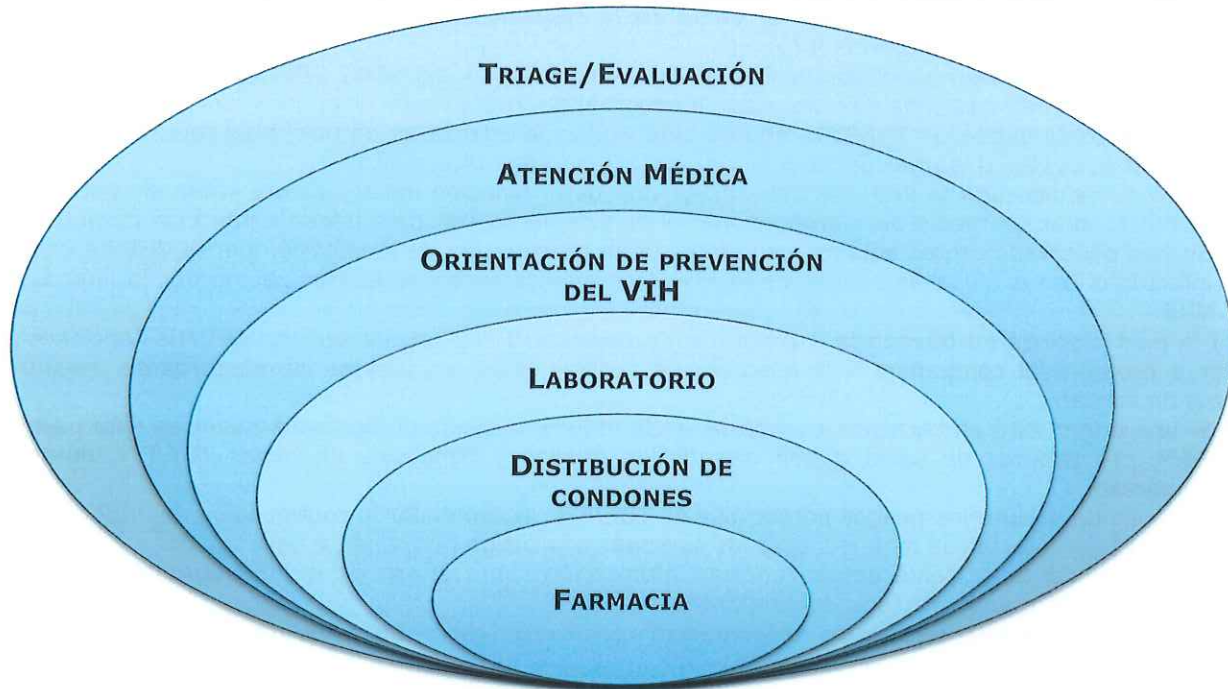 TRIAGE/EVALUACIÓN
ATENCIÓN MÉDICA
ORIENTACIÓN DE PREVENCIÓN
DEL VIH
LABORATORIO
DISTIBUCIÓN DE
CONDONES
FARMACIA